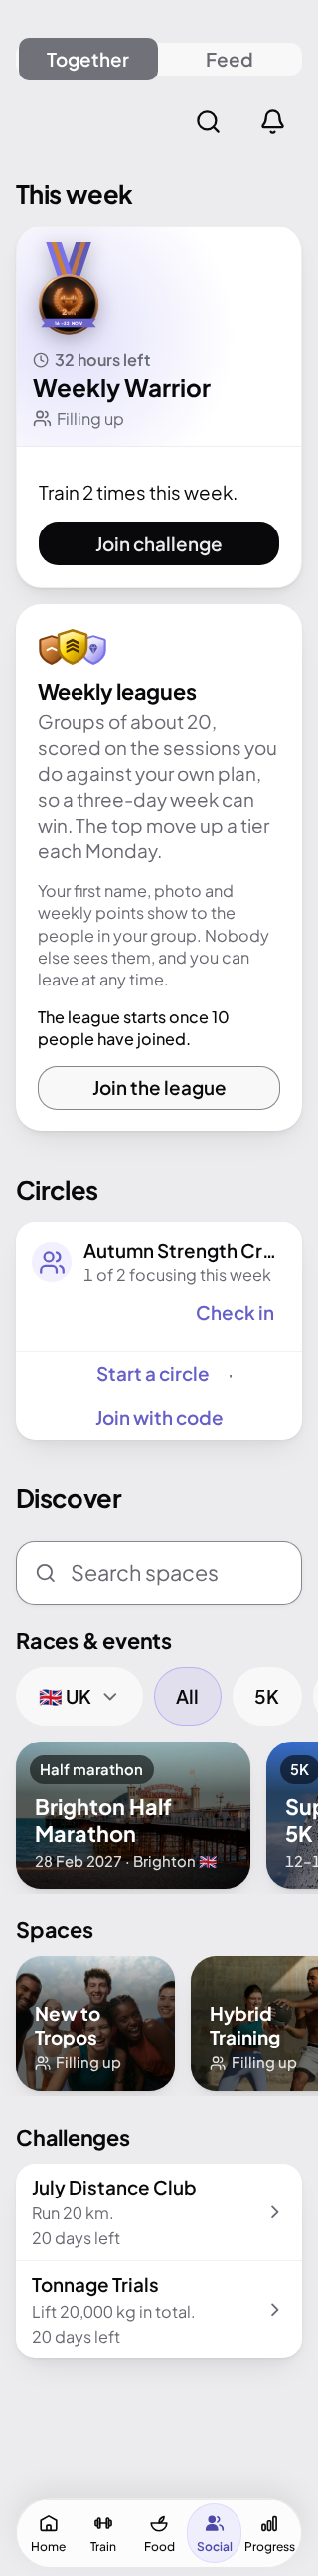 Together
Feed
This week
32 hours left
Weekly Warrior
Filling up
Train 2 times this week.
Join challenge
Weekly leagues
Groups of about 20,
scored on the sessions you
do against your own plan,
so a three-day week can
win. The top move up a tier
each Monday.
Your first name, photo and
weekly points show to the
people in your group. Nobody
else sees them, and you can
leave at any time.
The league starts once 10
people have joined.
Join the league
Circles
Autumn Strength Cr...
1 of 2 focusing this week
Check in
Start a circle ·
Join with code
Discover
Search spaces
Races & events
🇬🇧 UK
All
5K
Half marathon
Brighton Half
Marathon
28 Feb 2027 · Brighton 🇬🇧
5K
Sup
5K
12–1
Spaces
New to
Tropos
Filling up
Hybrid
Training
Filling up
Challenges
July Distance Club
Run 20 km.
20 days left
Tonnage Trials
Lift 20,000 kg in total.
20 days left
Home
Train
Food
Social
Progress